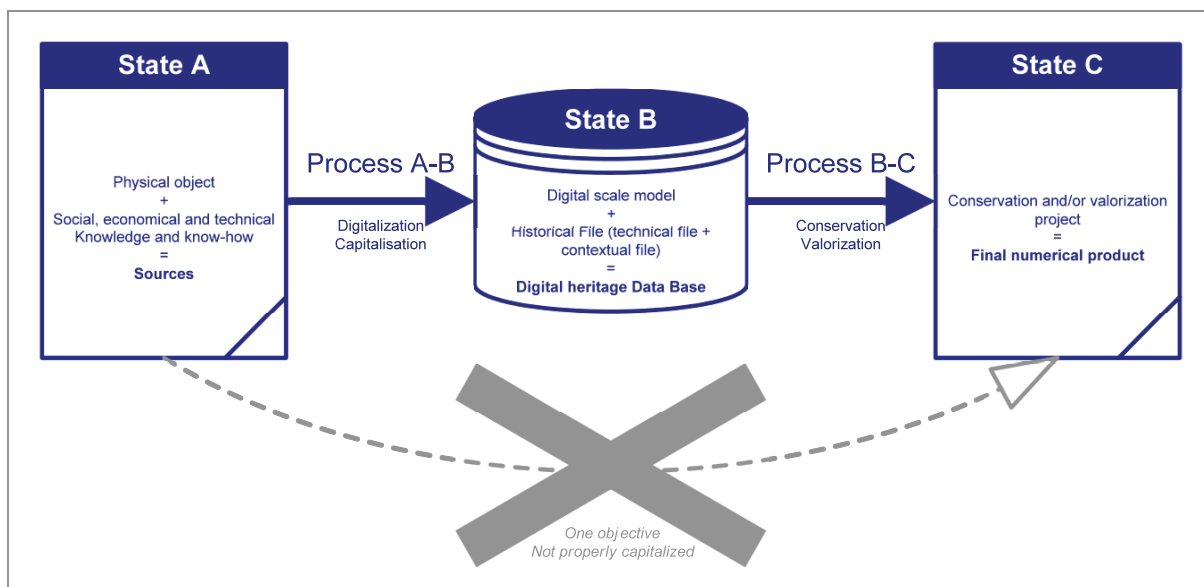 State A
Physical object
+
Social, economical and technical
Knowledge and know-how
=
Sources
Process A-B
Digitalization
Capitalisation
State B
Digital scale model
+
Historical File (technical file +
contextual file)
=
Digital heritage Data Base
Process B-C
Conservation
Valorization
State C
Conservation and/or valorization
project
=
Final numerical product
One objective
Not properly capitalized